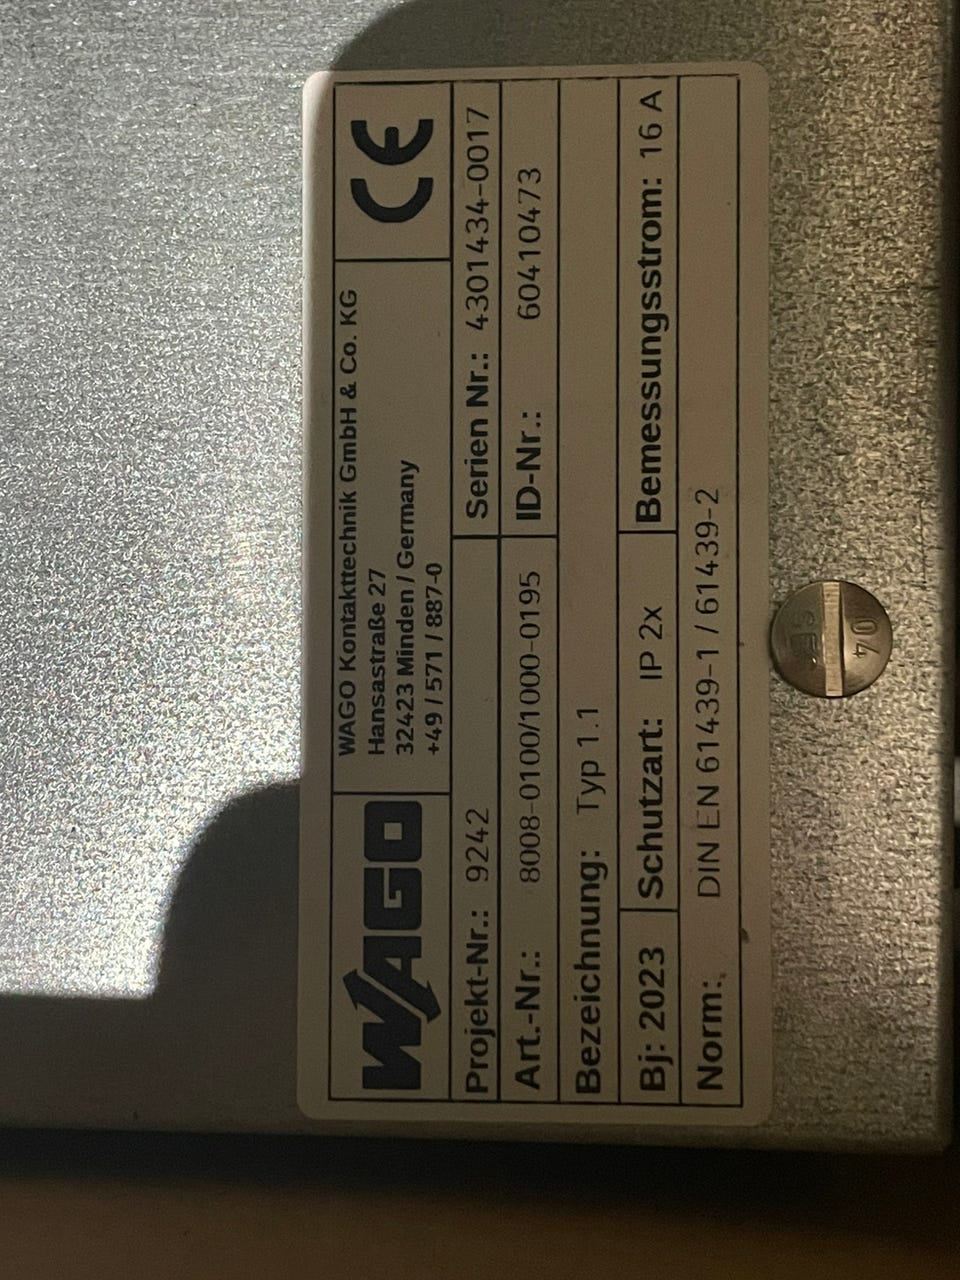 WAGO
WAGO Kontakttechnik GmbH & Co. KG
Hansastraße 27
32423 Minden / Germany
+49 / 571 / 887-0
CE
Projekt-Nr.: 9242
Serien Nr.: 4301434-0017
Art.-Nr.: 8008-0100/1000-0195
ID-Nr.: 60410473
Bezeichnung: Typ 1.1
Bj: 2023
Schutzart: IP 2x
Bemessungsstrom: 16 A
Norm: DIN EN 61439-1 / 61439-2
04